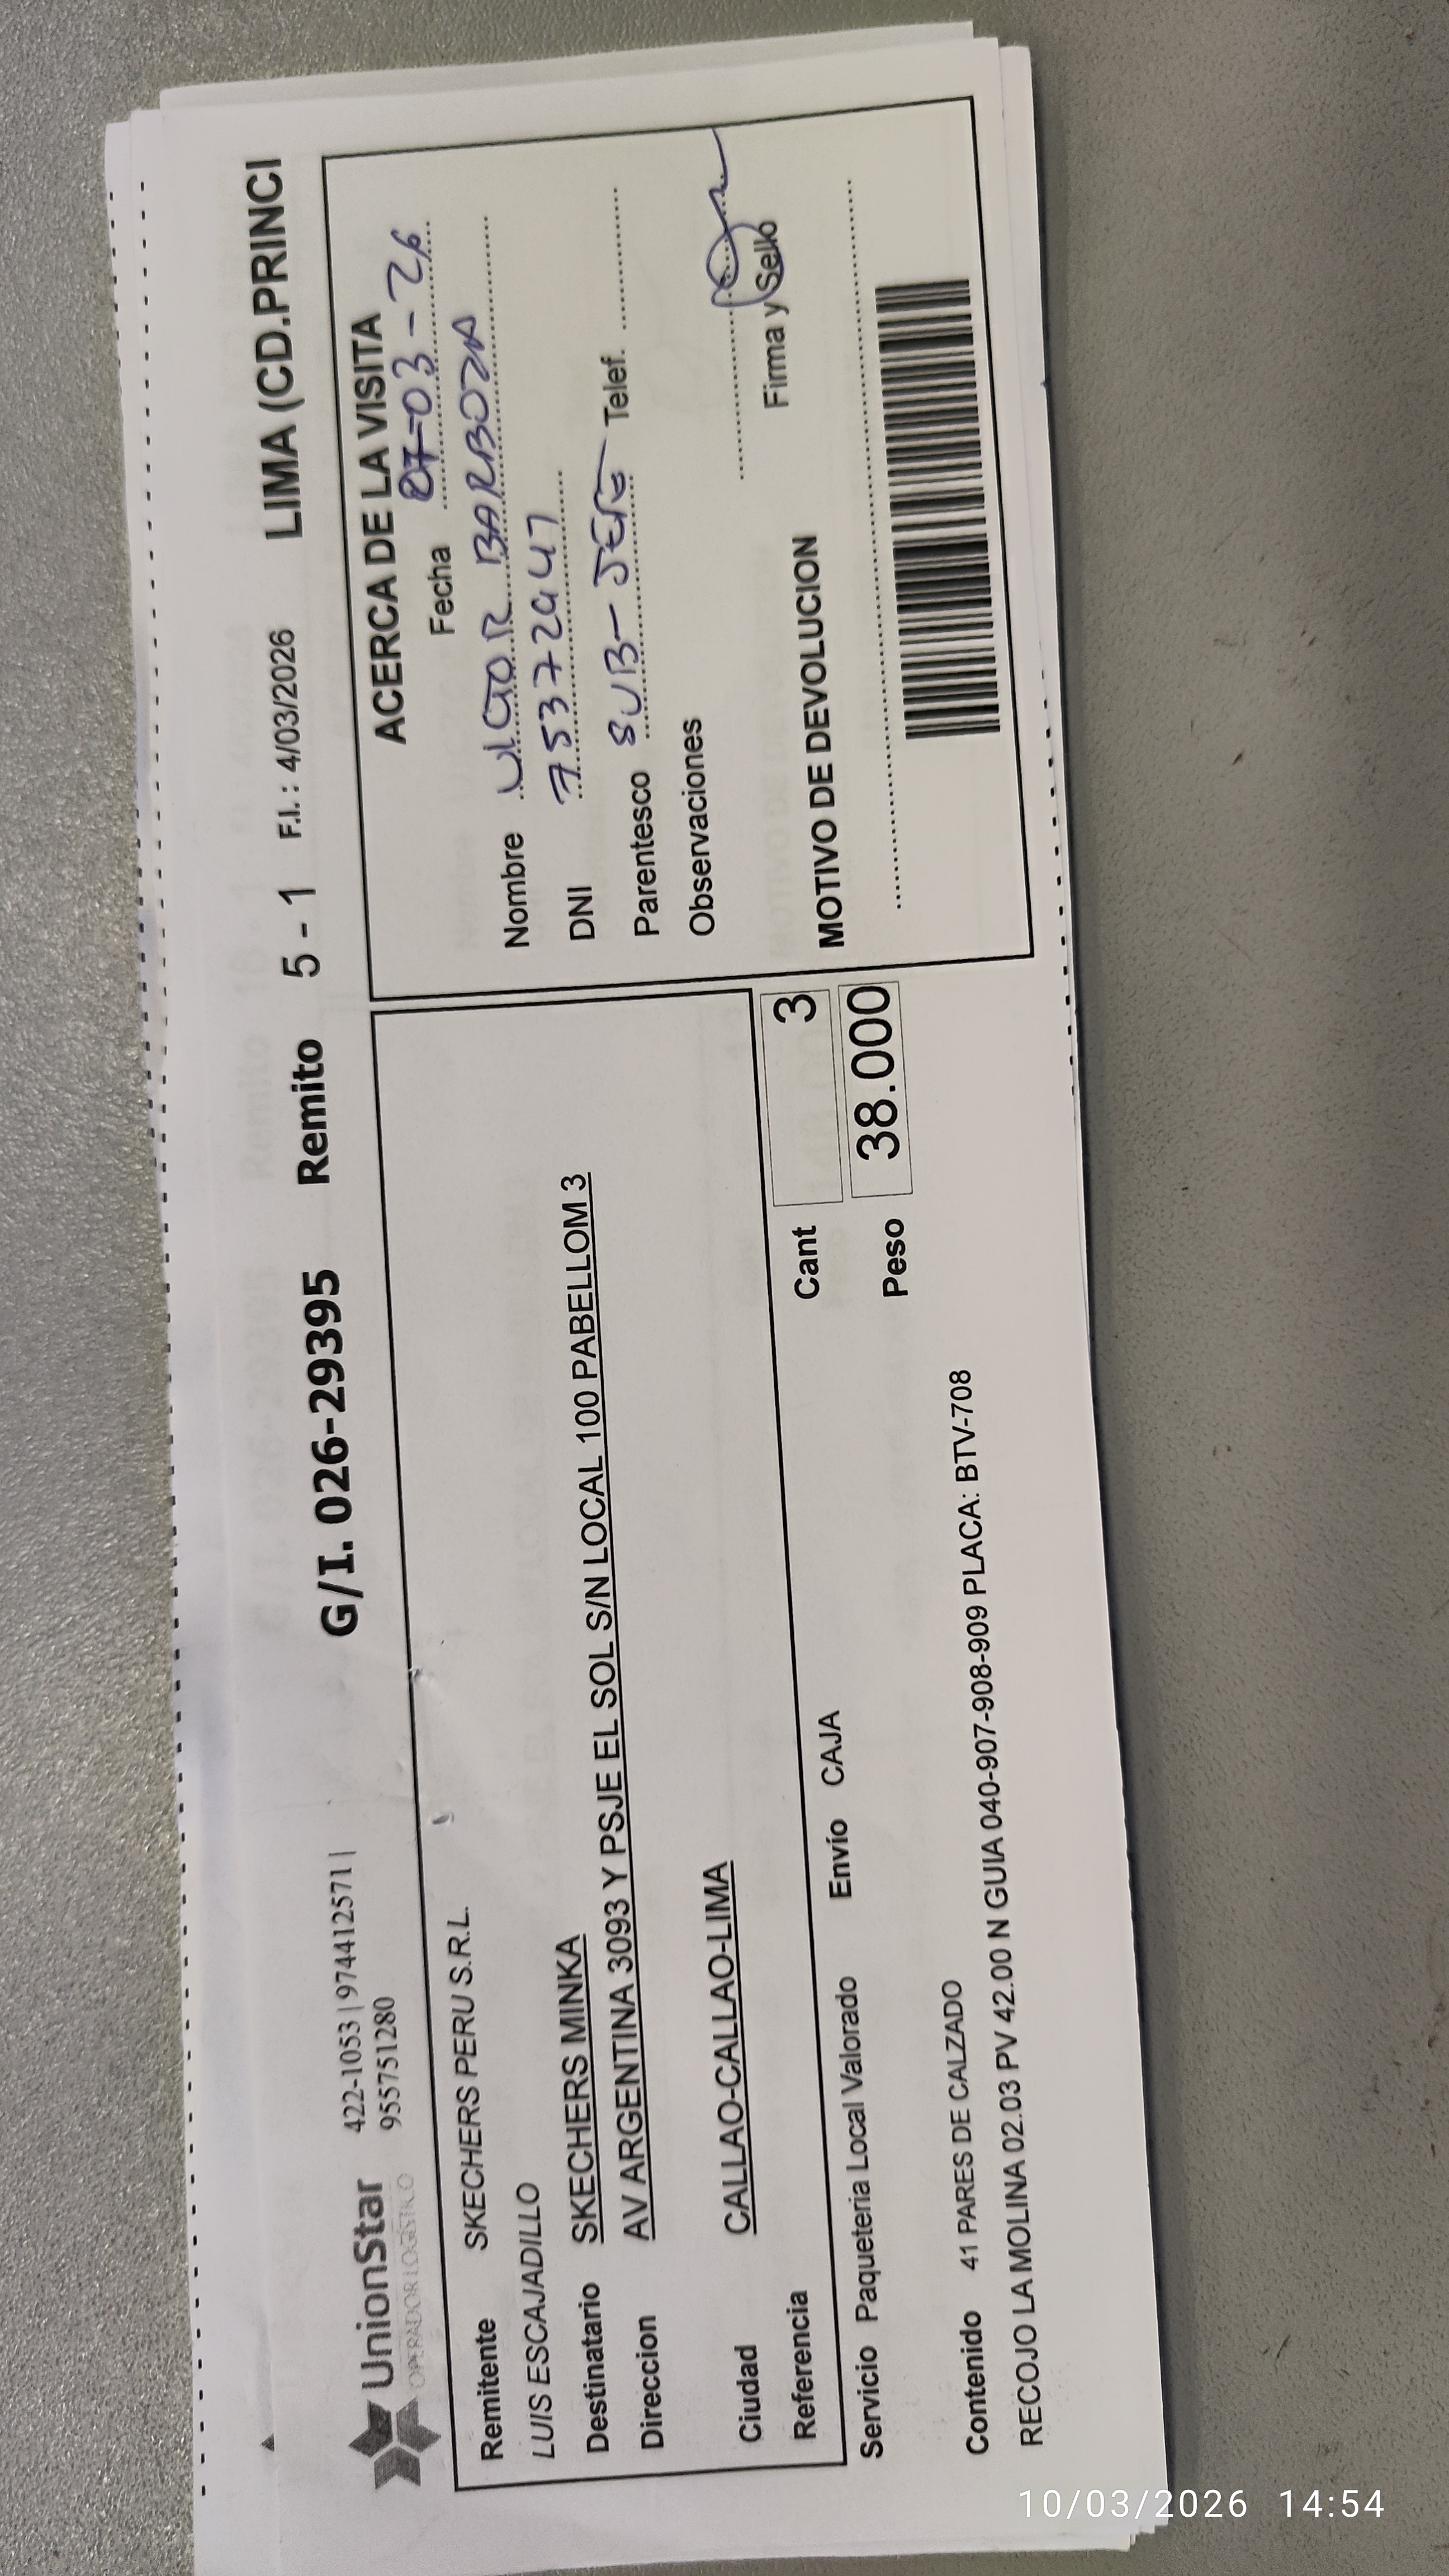 UnionStar
OPERADOR LOGÍSTICO
422-1053 | 974412571 |
955751280
G/I. 026-29395 Remito 5 - 1 F.I. : 4/03/2026 LIMA (CD.PRINCI
Remitente SKECHERS PERU S.R.L.
LUIS ESCAJADILLO
Destinatario SKECHERS MINKA
Direccion AV ARGENTINA 3093 Y PSJE EL SOL S/N LOCAL 100 PABELLOM 3
Ciudad CALLAO-CALLAO-LIMA
Referencia
Servicio Paqueteria Local Valorado Envío CAJA
Cant 3
Peso 38.000
Contenido 41 PARES DE CALZADO
RECOJO LA MOLINA 02.03 PV 42.00 N GUIA 040-907-908-909 PLACA: BTV-708
ACERCA DE LA VISITA
Fecha 07-03-26
Nombre BARBOZA
DNI
Parentesco SUB-JEFE Telef.
Observaciones
Firma y Sello
MOTIVO DE DEVOLUCION
10/03/2026 14:54